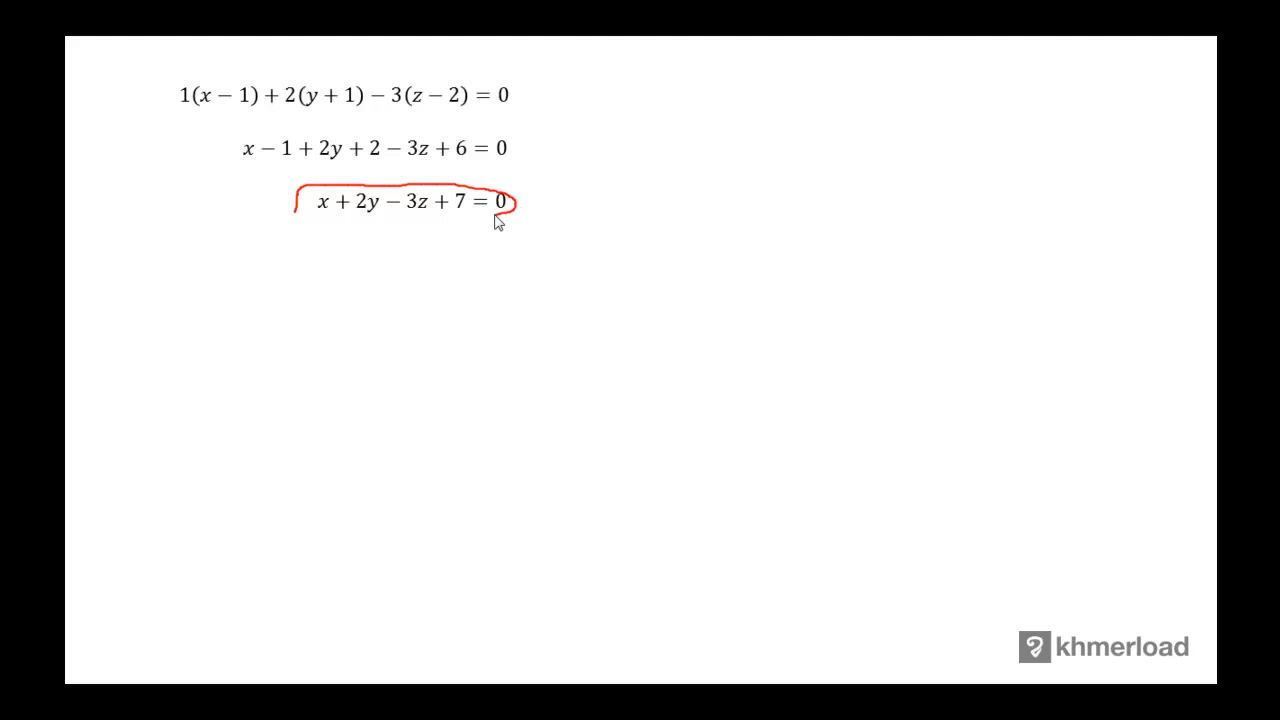 1(x − 1) + 2(y + 1) − 3(z − 2) = 0
x − 1 + 2y + 2 − 3z + 6 = 0
x + 2y − 3z + 7 = 0
khmerload